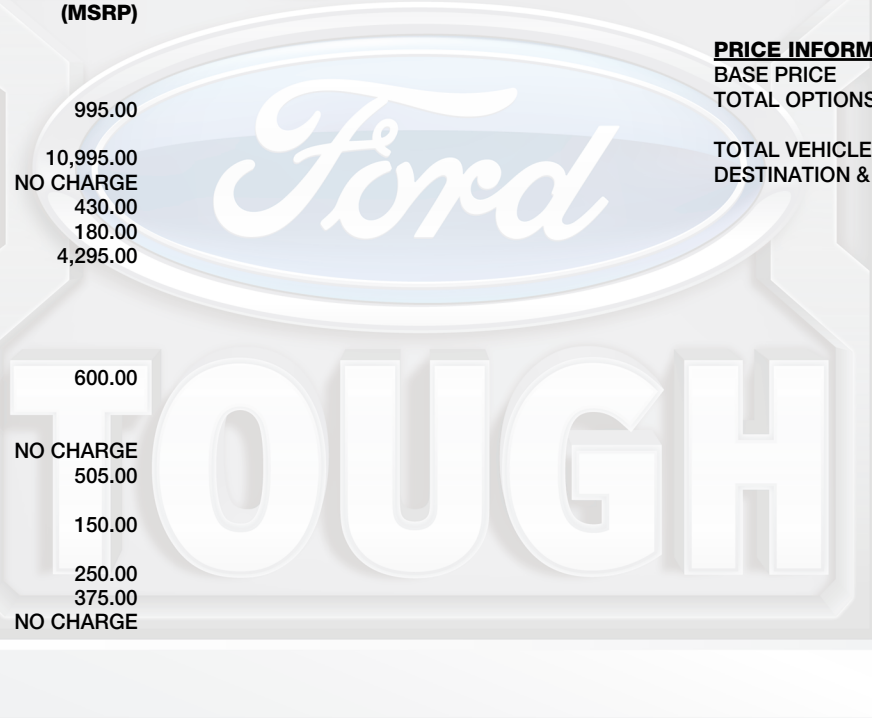 (MSRP)
PRICE INFORM
BASE PRICE
TOTAL OPTIONS
995.00
TOTAL VEHICLE
10,995.00
DESTINATION &
NO CHARGE
430.00
180.00
4,295.00
Ford
600.00
TOUGH
NO CHARGE
505.00
150.00
250.00
375.00
NO CHARGE